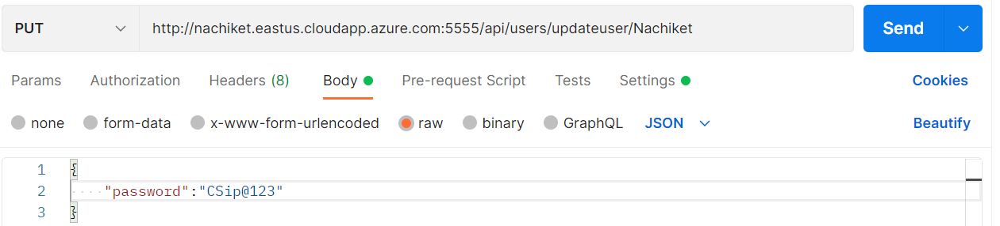 PUT http://nachiket.eastus.cloudapp.azure.com:5555/api/users/updateuser/Nachiket Send
Params Authorization Headers (8) Body Pre-request Script Tests Settings Cookies
none form-data x-www-form-urlencoded raw binary GraphQL JSON Beautify
1 {
2 "password":"CSip@123"
3 }